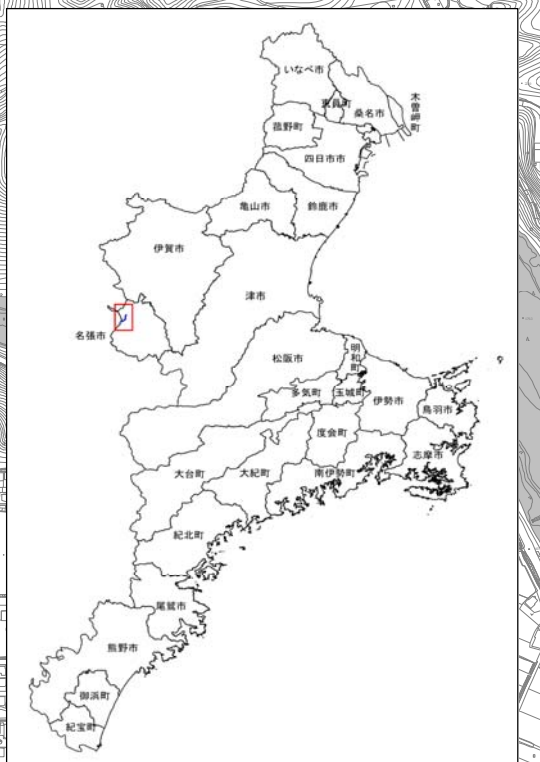 いなべ市
東員町
桑名市
木曽岬町
菰野町
四日市市
亀山市
鈴鹿市
伊賀市
津市
名張市
松阪市
明和町
多気町
玉城町
伊勢市
鳥羽市
度会町
志摩市
大台町
大紀町
南伊勢町
紀北町
尾鷲市
熊野市
御浜町
紀宝町